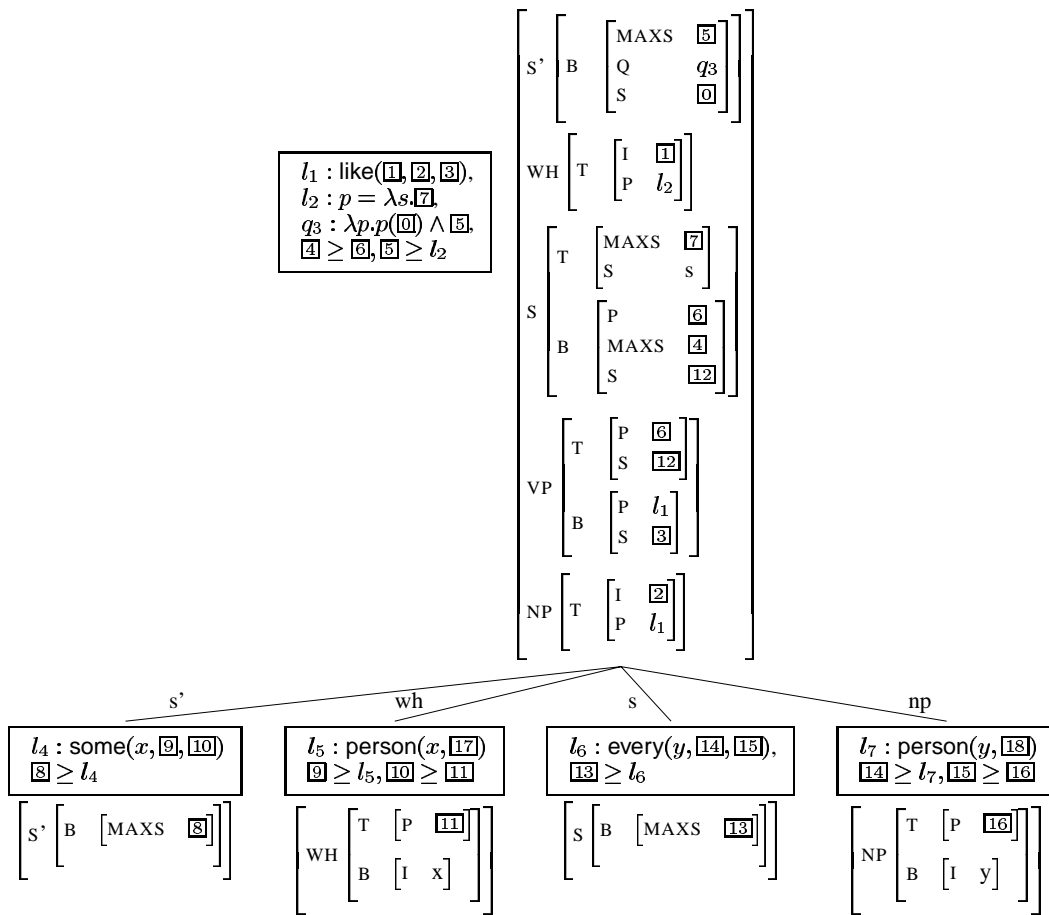 MAXS 5
S' B Q q₃
S 0
I 1
WH T
P l₂
l₁ : like(1, 2, 3),
l₂ : p = λs.7,
q₃ : λp.p(0) ∧ 5,
4 ≥ 6, 5 ≥ l₂
MAXS 7
T
S s
S
P 6
B MAXS 4
S 12
P 6
T
S 12
VP
P l₁
B
S 3
I 2
NP T
P l₁
s' wh s np
l₄ : some(x, 9, 10)
8 ≥ l₄
S' B MAXS 8
l₅ : person(x, 17)
9 ≥ l₅, 10 ≥ 11
T P 11
WH
B I x
l₆ : every(y, 14, 15),
13 ≥ l₆
S B MAXS 13
l₇ : person(y, 18)
14 ≥ l₇, 15 ≥ 16
T P 16
NP
B I y